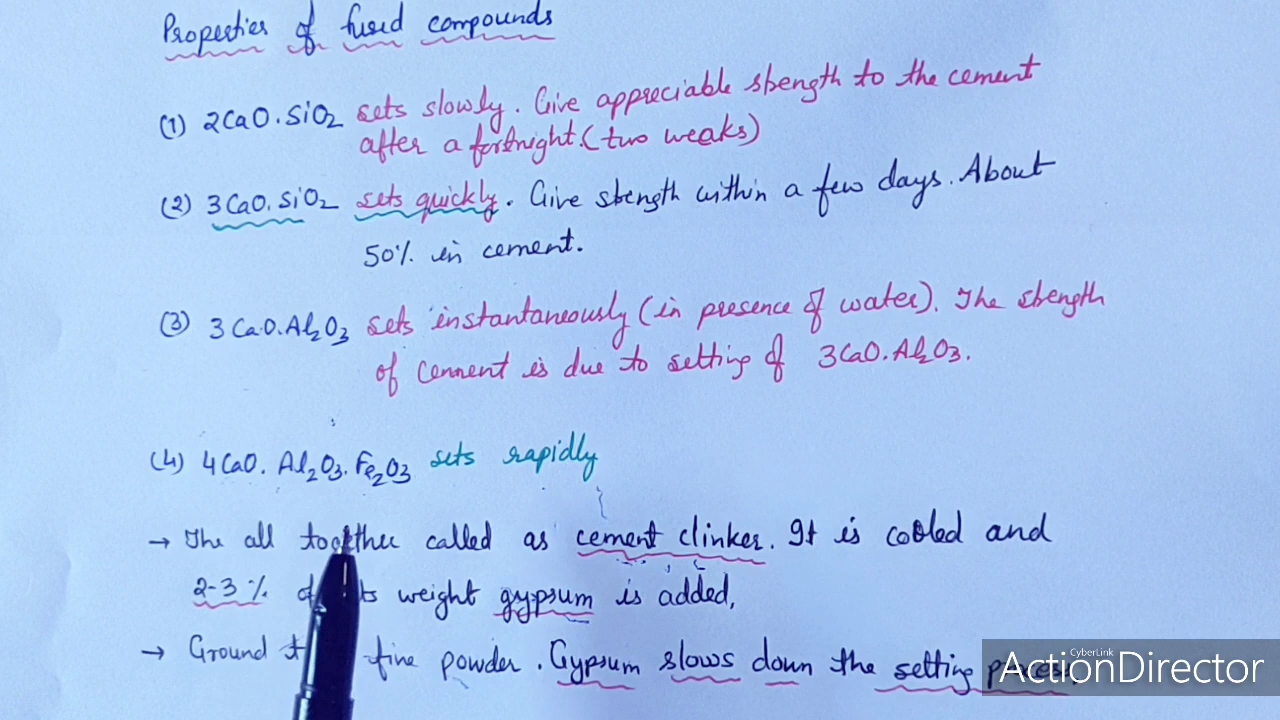 Properties of fused compounds
(1) 2CaO.SiO₂ sets slowly. Give appreciable strength to the cement
after a fortnight. (two weaks)
(2) 3CaO.SiO₂ sets quickly. Give strength within a few days. About
50% in cement.
(3) 3CaO.Al₂O₃ sets instantaneously (in presence of water). The strength
of cement is due to setting of 3CaO.Al₂O₃.
(4) 4CaO.Al₂O₃.Fe₂O₃ sets rapidly
→ The all together called as cement clinker. It is cooled and
2-3% weight gypsum is added,
→ Ground fine powder. Gypsum slows down the setting process
CyberLink
ActionDirector